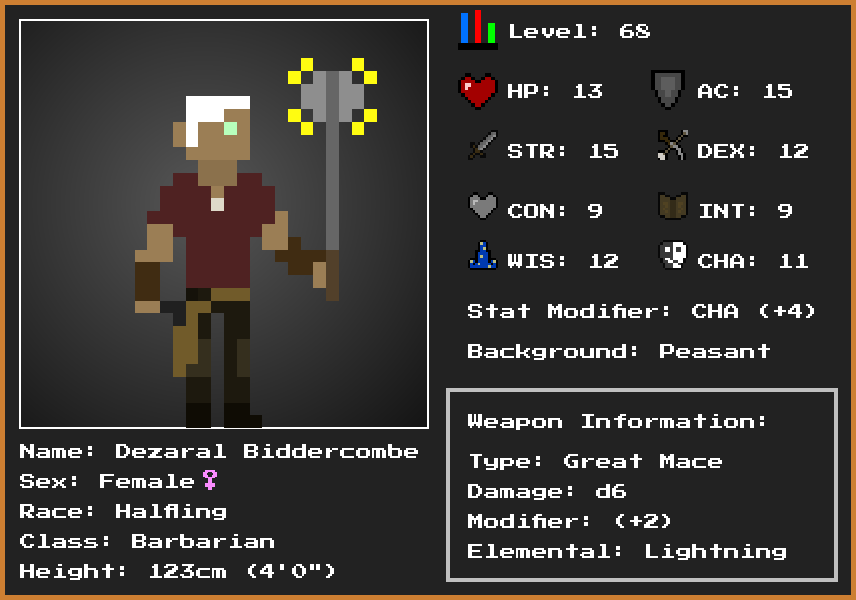 Level: 68
HP: 13
AC: 15
STR: 15
DEX: 12
CON: 9
INT: 9
WIS: 12
CHA: 11
Stat Modifier: CHA (+4)
Background: Peasant
Weapon Information:
Type: Great Mace
Damage: d6
Modifier: (+2)
Elemental: Lightning
Name: Dezaral Biddercombe
Sex: Female♀
Race: Halfling
Class: Barbarian
Height: 123cm (4'0")